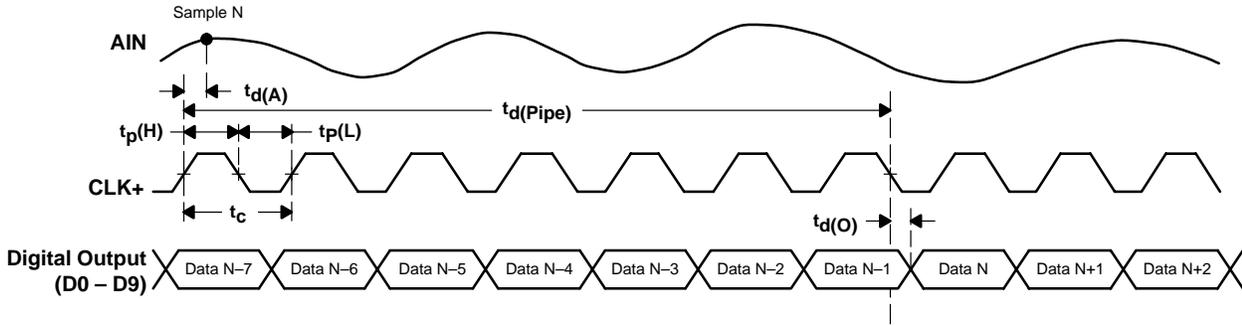 Sample N
AIN
td(A)
td(Pipe)
tp(H)
tP(L)
CLK+
tc
td(O)
Digital Output
(D0 – D9)
Data N–7
Data N–6
Data N–5
Data N–4
Data N–3
Data N–2
Data N–1
Data N
Data N+1
Data N+2